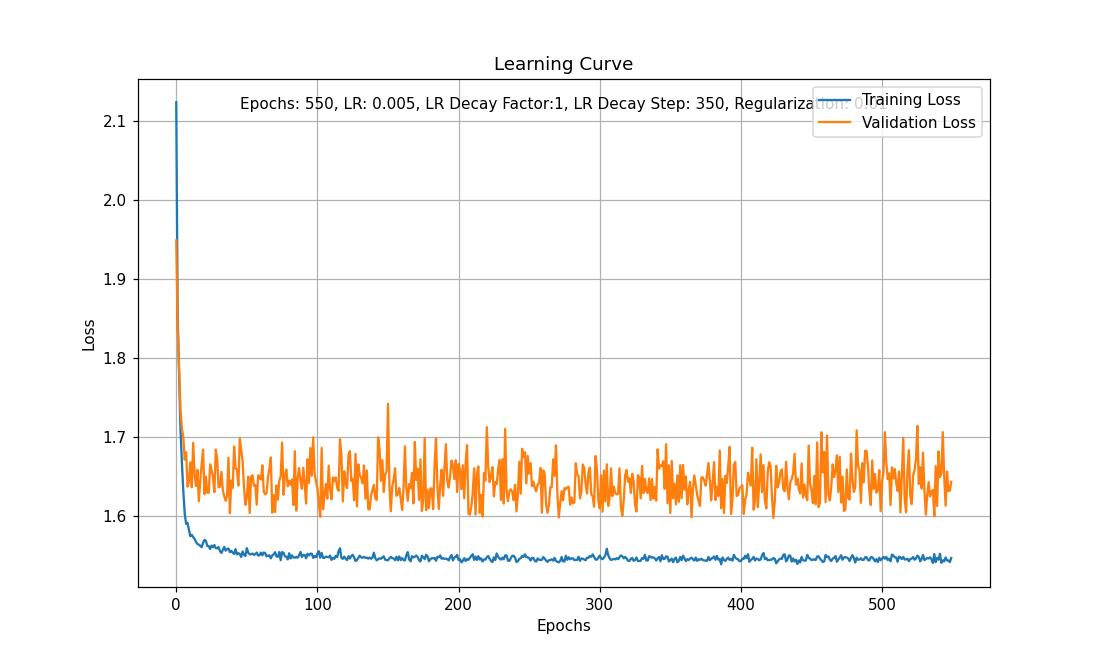 Learning Curve
Epochs: 550, LR: 0.005, LR Decay Factor:1, LR Decay Step: 350, Regularization: 0.01
Training Loss
Validation Loss
2.1
2.0
1.9
1.8
1.7
1.6
Loss
0 100 200 300 400 500
Epochs